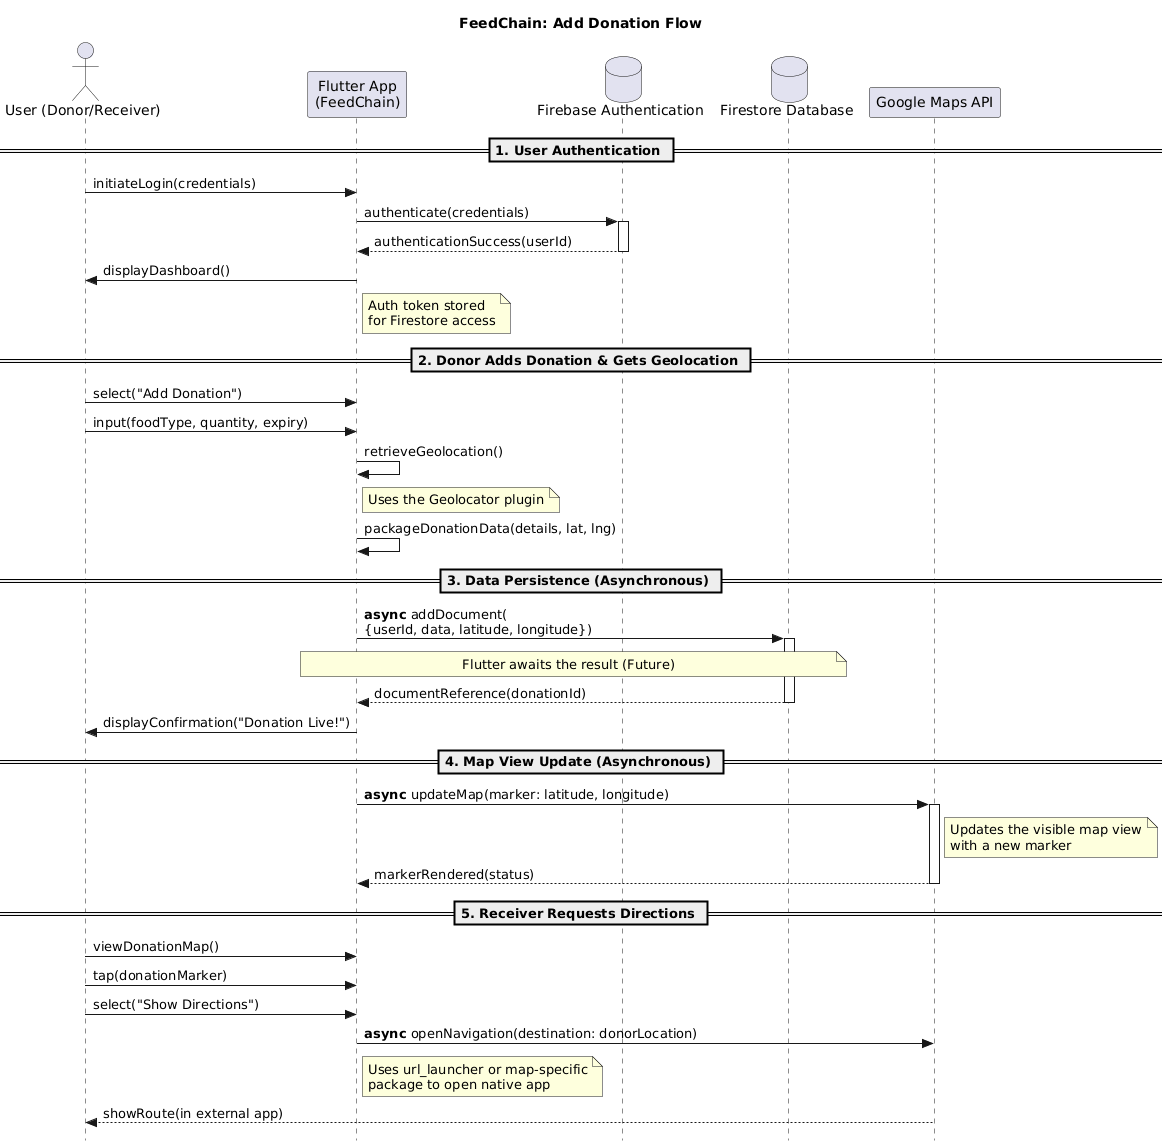 FeedChain: Add Donation Flow
User (Donor/Receiver)
Flutter App
(FeedChain)
Firebase Authentication
Firestore Database
Google Maps API
1. User Authentication
initiateLogin(credentials)
authenticate(credentials)
authenticationSuccess(userId)
displayDashboard()
Auth token stored
for Firestore access
2. Donor Adds Donation & Gets Geolocation
select("Add Donation")
input(foodType, quantity, expiry)
retrieveGeolocation()
Uses the Geolocator plugin
packageDonationData(details, lat, lng)
3. Data Persistence (Asynchronous)
async addDocument(
{userId, data, latitude, longitude})
Flutter awaits the result (Future)
documentReference(donationId)
displayConfirmation("Donation Live!")
4. Map View Update (Asynchronous)
async updateMap(marker: latitude, longitude)
Updates the visible map view
with a new marker
markerRendered(status)
5. Receiver Requests Directions
viewDonationMap()
tap(donationMarker)
select("Show Directions")
async openNavigation(destination: donorLocation)
Uses url_launcher or map-specific
package to open native app
showRoute(in external app)